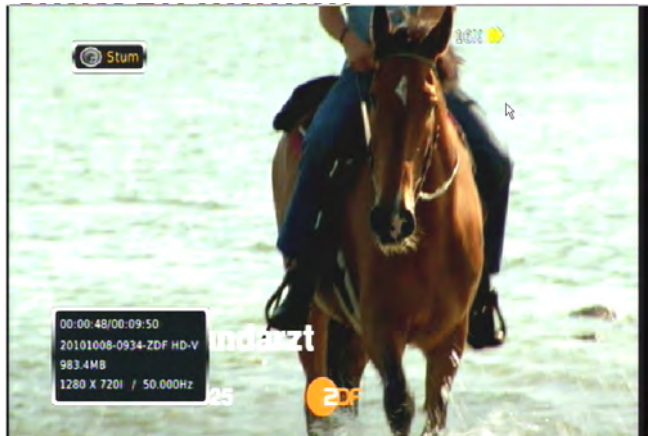 Stum
00:00:48/00:09:50
20101008-0934-ZDF HD-V
983.4MB
1280 X 720I / 50.000Hz
ndarzt
25
ZDF